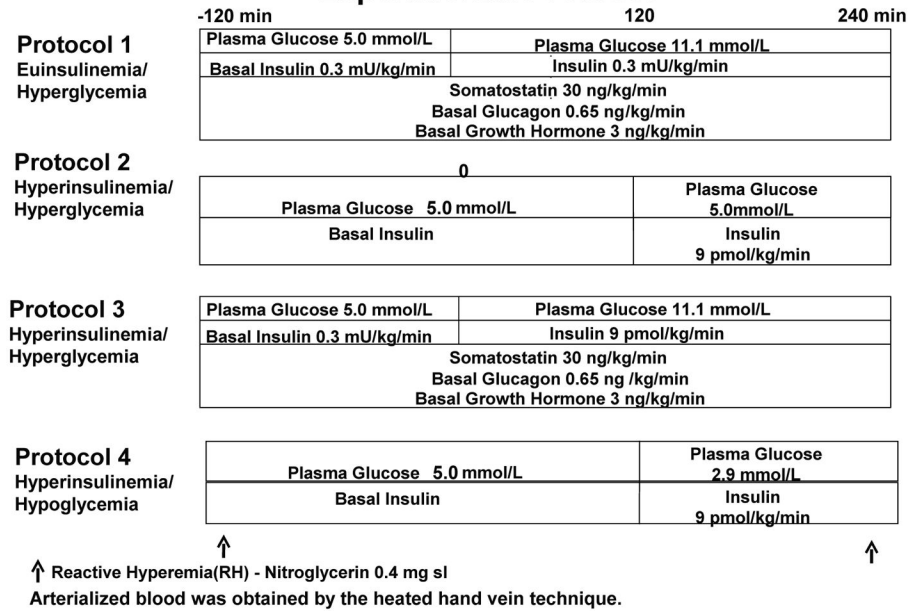 -120 min 120 240 min
Protocol 1
Euinsulinemia/
Hyperglycemia
Plasma Glucose 5.0 mmol/L
Plasma Glucose 11.1 mmol/L
Basal Insulin 0.3 mU/kg/min
Insulin 0.3 mU/kg/min
Somatostatin 30 ng/kg/min
Basal Glucagon 0.65 ng/kg/min
Basal Growth Hormone 3 ng/kg/min
Protocol 2
Hyperinsulinemia/
Hyperglycemia
0
Plasma Glucose 5.0 mmol/L
Plasma Glucose
5.0mmol/L
Basal Insulin
Insulin
9 pmol/kg/min
Protocol 3
Hyperinsulinemia/
Hyperglycemia
Plasma Glucose 5.0 mmol/L
Plasma Glucose 11.1 mmol/L
Basal Insulin 0.3 mU/kg/min
Insulin 9 pmol/kg/min
Somatostatin 30 ng/kg/min
Basal Glucagon 0.65 ng /kg/min
Basal Growth Hormone 3 ng/kg/min
Protocol 4
Hyperinsulinemia/
Hypoglycemia
Plasma Glucose 5.0 mmol/L
Plasma Glucose
2.9 mmol/L
Basal Insulin
Insulin
9 pmol/kg/min
Reactive Hyperemia(RH) - Nitroglycerin 0.4 mg sl
Arterialized blood was obtained by the heated hand vein technique.